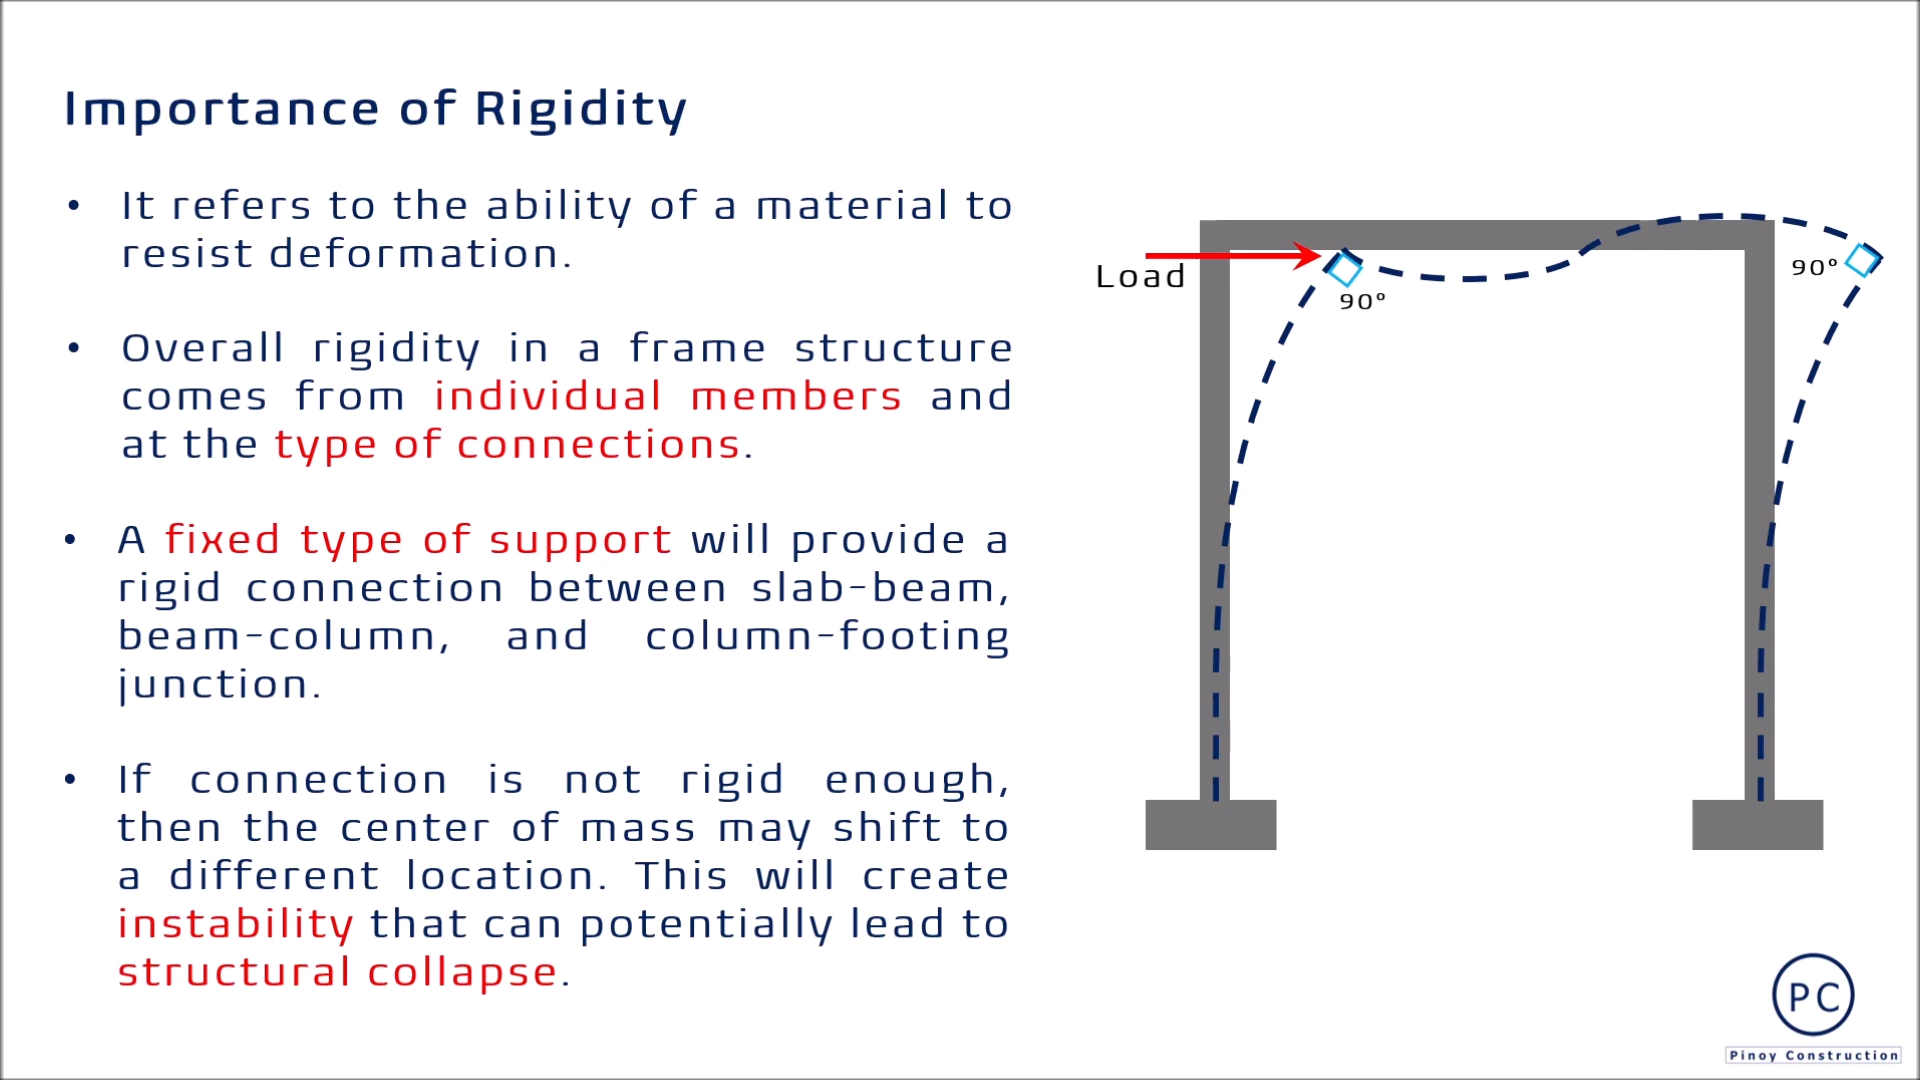 Importance of Rigidity
• It refers to the ability of a material to
resist deformation.
• Overall rigidity in a frame structure
comes from individual members and
at the type of connections.
• A fixed type of support will provide a
rigid connection between slab-beam,
beam-column, and column-footing
junction.
• If connection is not rigid enough,
then the center of mass may shift to
a different location. This will create
instability that can potentially lead to
structural collapse.
Load
90°
90°
PC
Pinoy Construction